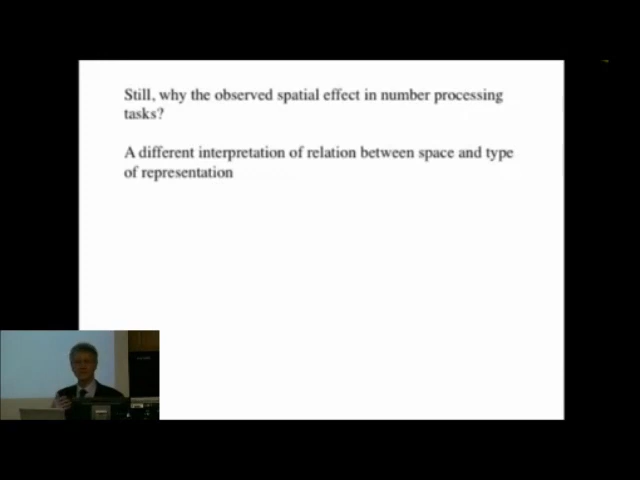 Still, why the observed spatial effect in number processing
tasks?
A different interpretation of relation between space and type
of representation